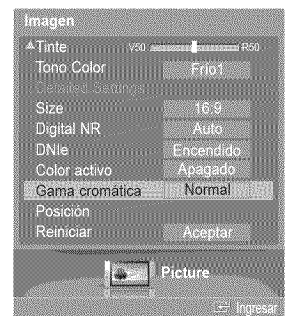 Imagen
Tinte V50 R50
Tono Color Frío1
Detailed Settings
Size 16:9
Digital NR Auto
DNIe Encendido
Color activo Apagado
Gama cromática Normal
Posición
Reiniciar Aceptar
Picture
Ingresar